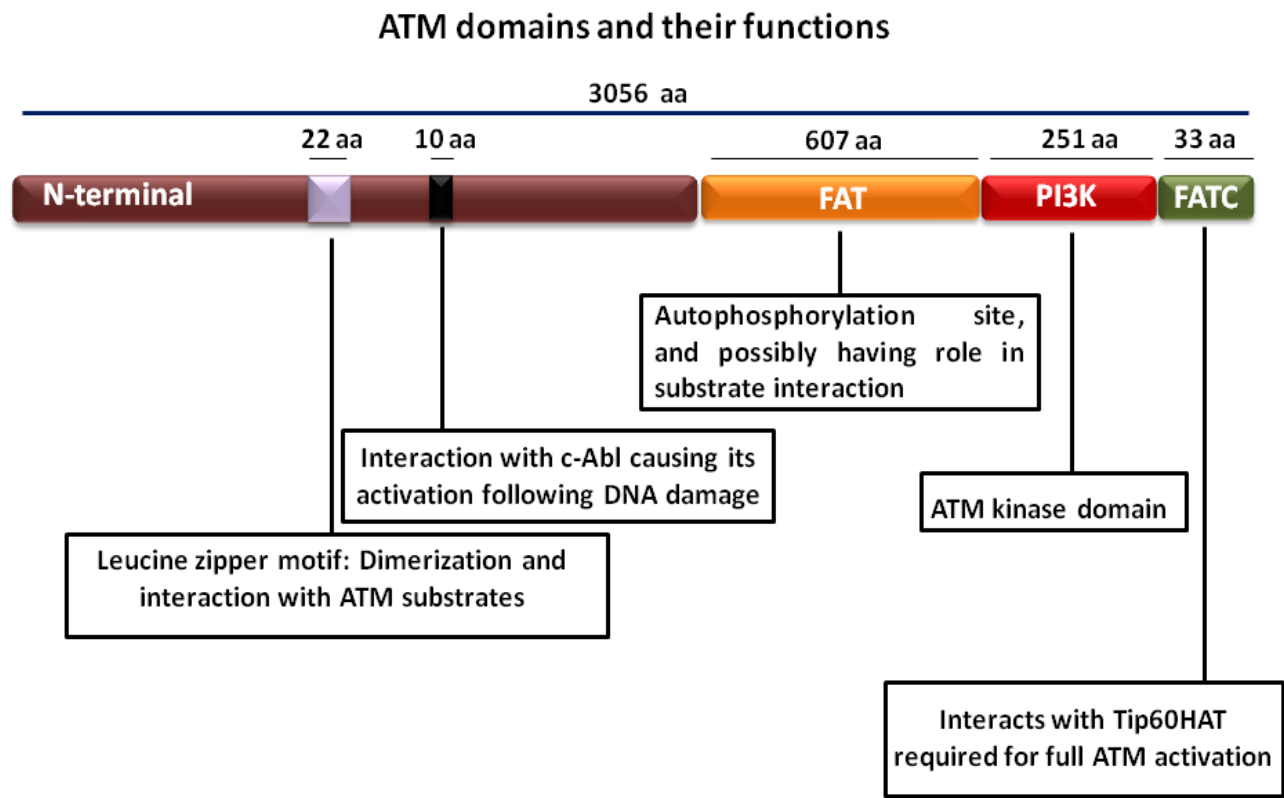 ATM domains and their functions
3056 aa
22 aa
10 aa
607 aa
251 aa
33 aa
N-terminal
FAT
PI3K
FATC
Autophosphorylation site,
and possibly having role in
substrate interaction
Interaction with c-Abl causing its
activation following DNA damage
ATM kinase domain
Leucine zipper motif: Dimerization and
interaction with ATM substrates
Interacts with Tip60HAT
required for full ATM activation